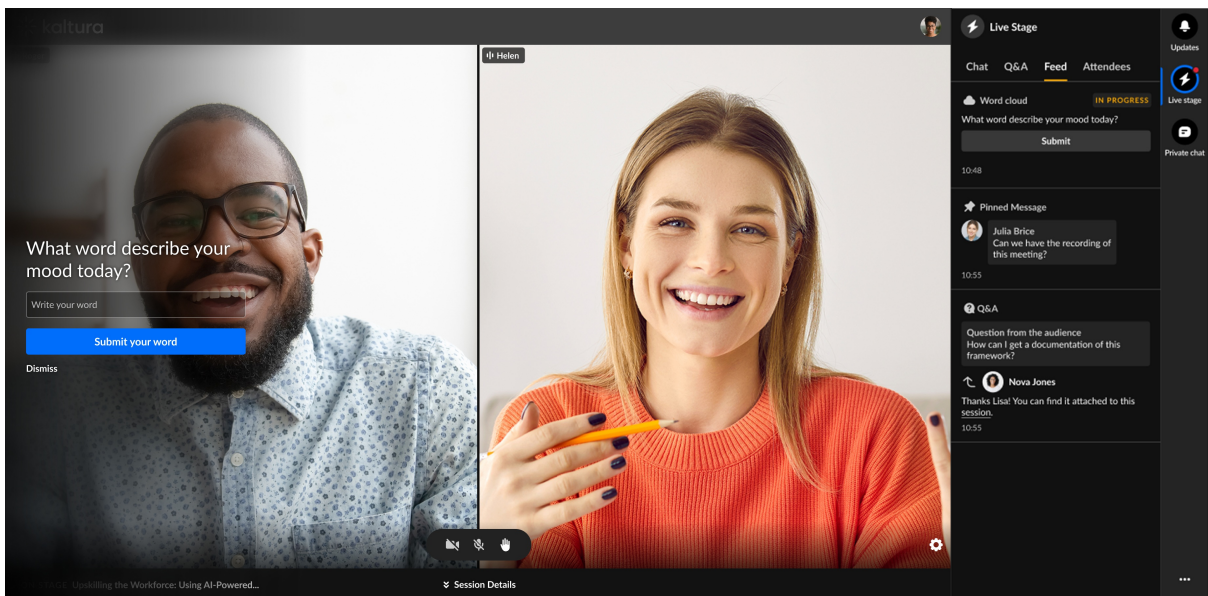 kaltura
Helen
What word describe your
mood today?
Write your word
Submit your word
Dismiss
Upskilling the Workforce: Using AI-Powered...
Session Details
Live Stage
Chat
Q&A
Feed
Attendees
Word cloud
IN PROGRESS
What word describe your mood today?
Submit
10:48
Pinned Message
Julia Brice
Can we have the recording of
this meeting?
10:55
Q&A
Question from the audience
How can I get a documentation of this
framework?
Nova Jones
Thanks Lisa! You can find it attached to this
session.
10:55
Updates
Live stage
Private chat